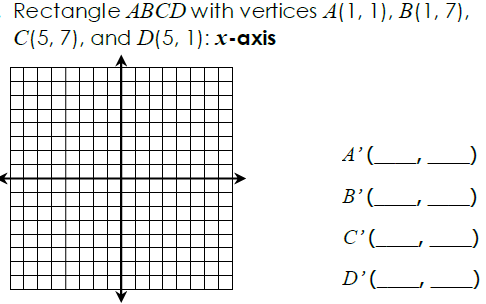 Rectangle ABCD with vertices A(1, 1), B(1, 7),
C(5, 7), and D(5, 1): x-axis
A’(____, ____)
B’(____, ____)
C’(____, ____)
D’(____, ____)